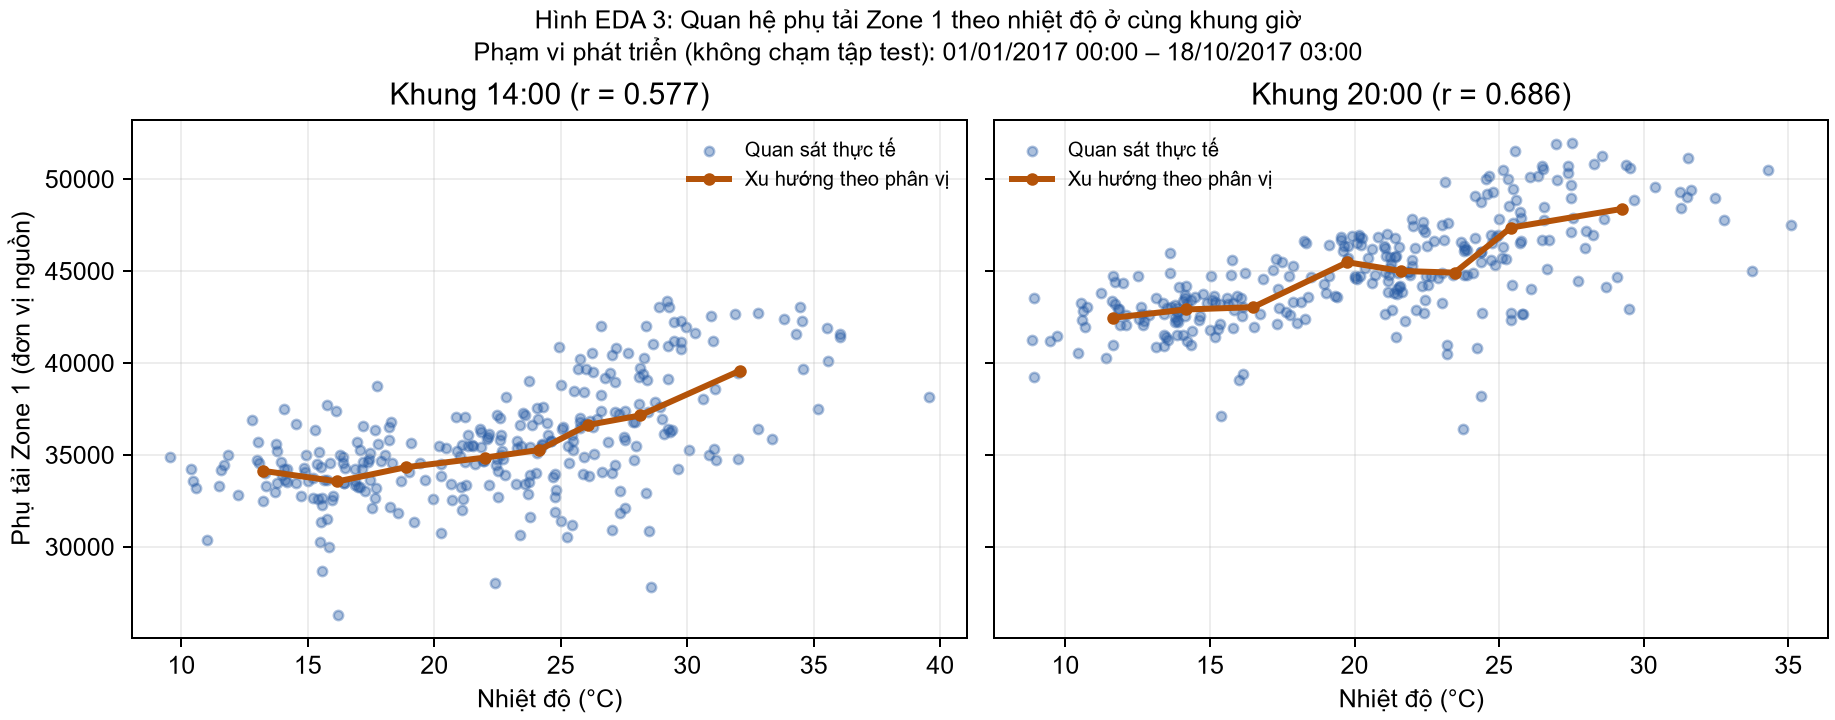 Hình EDA 3: Quan hệ phụ tải Zone 1 theo nhiệt độ ở cùng khung giờ
Phạm vi phát triển (không chạm tập test): 01/01/2017 00:00 – 18/10/2017 03:00
Khung 14:00 (r = 0.577)
Quan sát thực tế
Xu hướng theo phân vị
Phụ tải Zone 1 (đơn vị nguồn)
50000
45000
40000
35000
30000
10 15 20 25 30 35 40
Nhiệt độ (°C)
Khung 20:00 (r = 0.686)
Quan sát thực tế
Xu hướng theo phân vị
10 15 20 25 30 35
Nhiệt độ (°C)